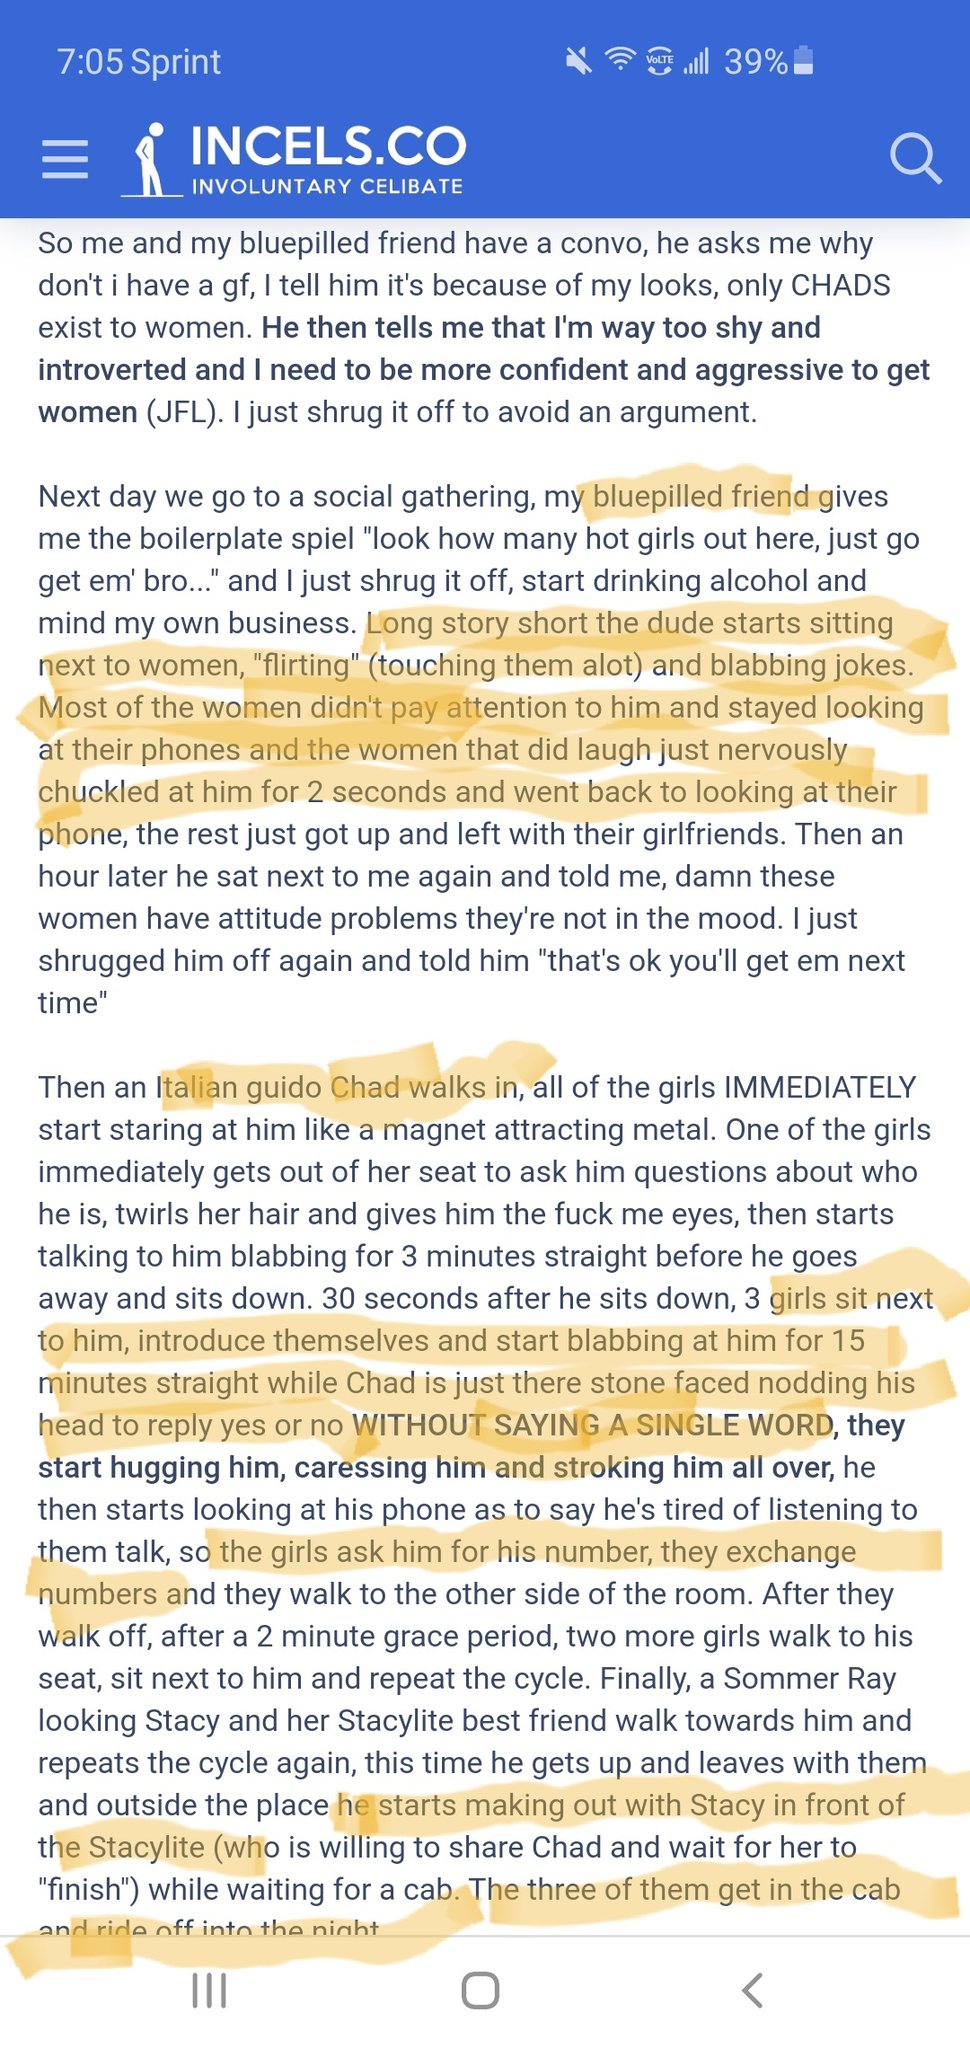 7:05 Sprint
VoLTE
39%
INCELS.CO
INVOLUNTARY CELIBATE
So me and my bluepilled friend have a convo, he asks me why
don't i have a gf, I tell him it's because of my looks, only CHADS
exist to women. He then tells me that I'm way too shy and
introverted and I need to be more confident and aggressive to get
women (JFL). I just shrug it off to avoid an argument.
Next day we go to a social gathering, my bluepilled friend gives
me the boilerplate spiel "look how many hot girls out here, just go
get em' bro..." and I just shrug it off, start drinking alcohol and
mind my own business. Long story short the dude starts sitting
next to women, "flirting" (touching them alot) and blabbing jokes.
Most of the women didn't pay attention to him and stayed looking
at their phones and the women that did laugh just nervously
chuckled at him for 2 seconds and went back to looking at their
phone, the rest just got up and left with their girlfriends. Then an
hour later he sat next to me again and told me, damn these
women have attitude problems they're not in the mood. I just
shrugged him off again and told him "that's ok you'll get em next
time"
Then an Italian guido Chad walks in, all of the girls IMMEDIATELY
start staring at him like a magnet attracting metal. One of the girls
immediately gets out of her seat to ask him questions about who
he is, twirls her hair and gives him the fuck me eyes, then starts
talking to him blabbing for 3 minutes straight before he goes
away and sits down. 30 seconds after he sits down, 3 girls sit next
to him, introduce themselves and start blabbing at him for 15
minutes straight while Chad is just there stone faced nodding his
head to reply yes or no WITHOUT SAYING A SINGLE WORD, they
start hugging him, caressing him and stroking him all over, he
then starts looking at his phone as to say he's tired of listening to
them talk, so the girls ask him for his number, they exchange
numbers and they walk to the other side of the room. After they
walk off, after a 2 minute grace period, two more girls walk to his
seat, sit next to him and repeat the cycle. Finally, a Sommer Ray
looking Stacy and her Stacylite best friend walk towards him and
repeats the cycle again, this time he gets up and leaves with them
and outside the place he starts making out with Stacy in front of
the Stacylite (who is willing to share Chad and wait for her to
"finish") while waiting for a cab. The three of them get in the cab
and ride off into the night